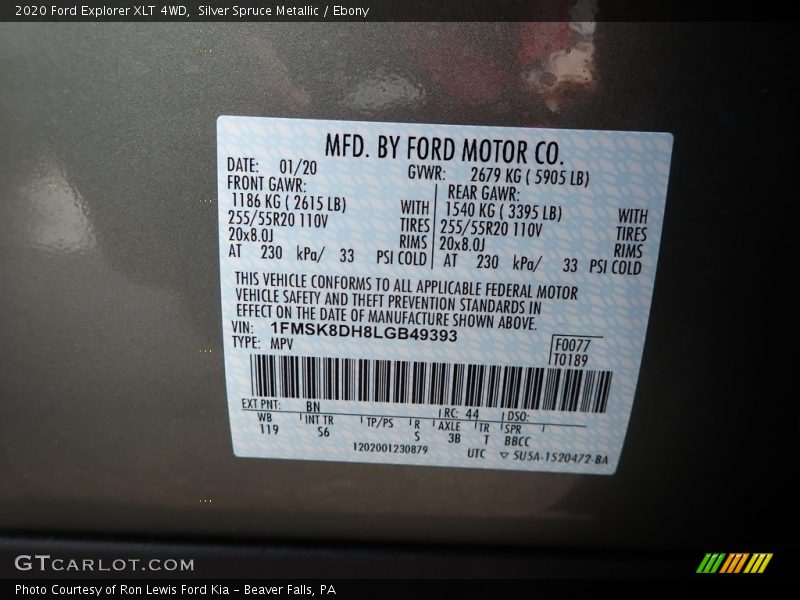 2020 Ford Explorer XLT 4WD,  Silver Spruce Metallic / Ebony
MFD. BY FORD MOTOR CO.
DATE: 01/20 GVWR: 2679 KG ( 5905 LB)
FRONT GAWR: REAR GAWR:
1186 KG ( 2615 LB) WITH 1540 KG ( 3395 LB) WITH
255/55R20 110V TIRES 255/55R20 110V TIRES
20x8.0J RIMS 20x8.0J RIMS
AT 230 kPa/ 33 PSI COLD AT 230 kPa/ 33 PSI COLD
THIS VEHICLE CONFORMS TO ALL APPLICABLE FEDERAL MOTOR
VEHICLE SAFETY AND THEFT PREVENTION STANDARDS IN
EFFECT ON THE DATE OF MANUFACTURE SHOWN ABOVE.
VIN: 1FMSK8DH8LGB49393
TYPE: MPV
F0077
T0189
EXT PNT: BN RC: 44 DSO:
WB INT TR TP/PS R AXLE TR SPR
119 S6 S 3B T BBCC
1202001230879 UTC ▽ 5U5A-1520472-BA
GTCARLOT.COM
Photo Courtesy of Ron Lewis Ford Kia - Beaver Falls, PA